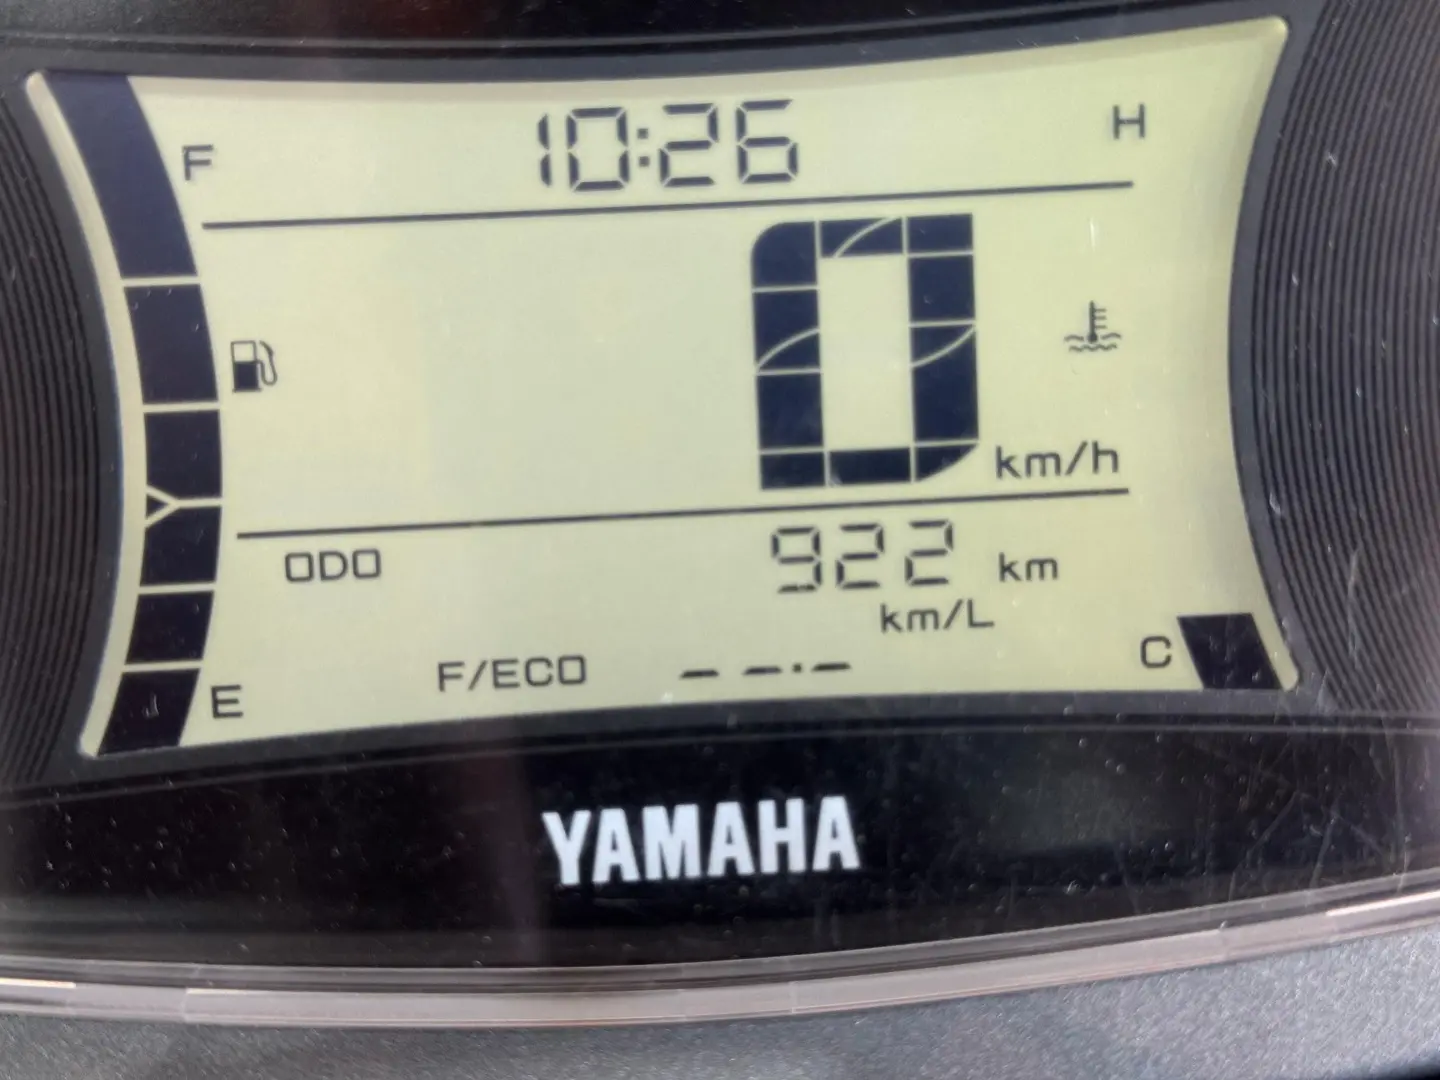 F 10:26 H
0 km/h
ODO 922 km
km/L
F/ECO -- -.-
C
E
YAMAHA